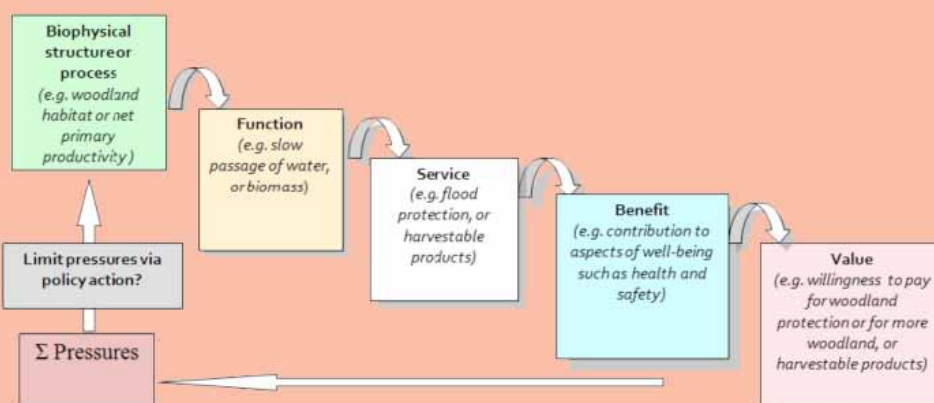 Biophysical
structure or
process
(e.g. woodland
habitat or net
primary
productivity )
Function
(e.g. slow
passage of water,
or biomass)
Service
(e.g. flood
protection, or
harvestable
products)
Benefit
(e.g. contribution to
aspects of well-being
such as health and
safety)
Value
(e.g. willingness to pay
for woodland
protection or for more
woodland, or
harvestable products)
Limit pressures via
policy action?
Σ Pressures